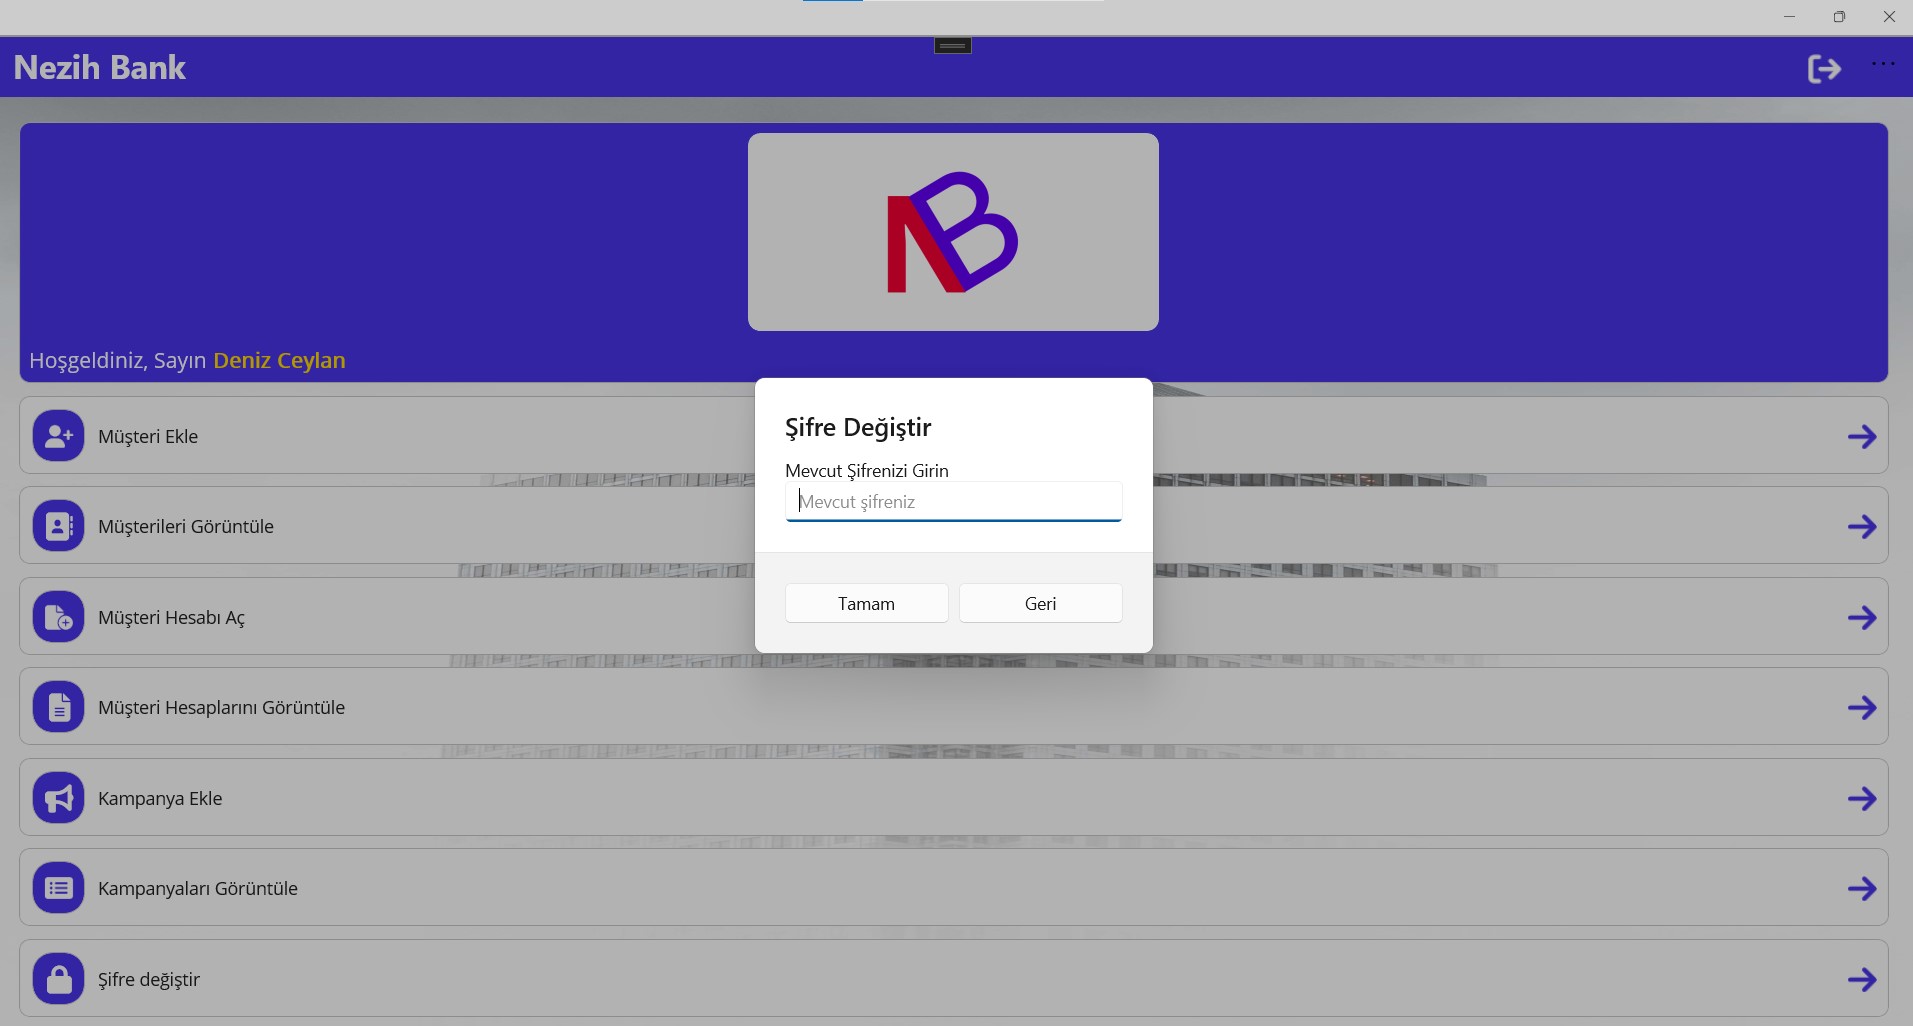 Nezih Bank
NB
Hoşgeldiniz, Sayın Deniz Ceylan
Müşteri Ekle
Müşterileri Görüntüle
Müşteri Hesabı Aç
Müşteri Hesaplarını Görüntüle
Kampanya Ekle
Kampanyaları Görüntüle
Şifre değiştir
Şifre Değiştir
Mevcut Şifrenizi Girin
Mevcut şifreniz
Tamam
Geri